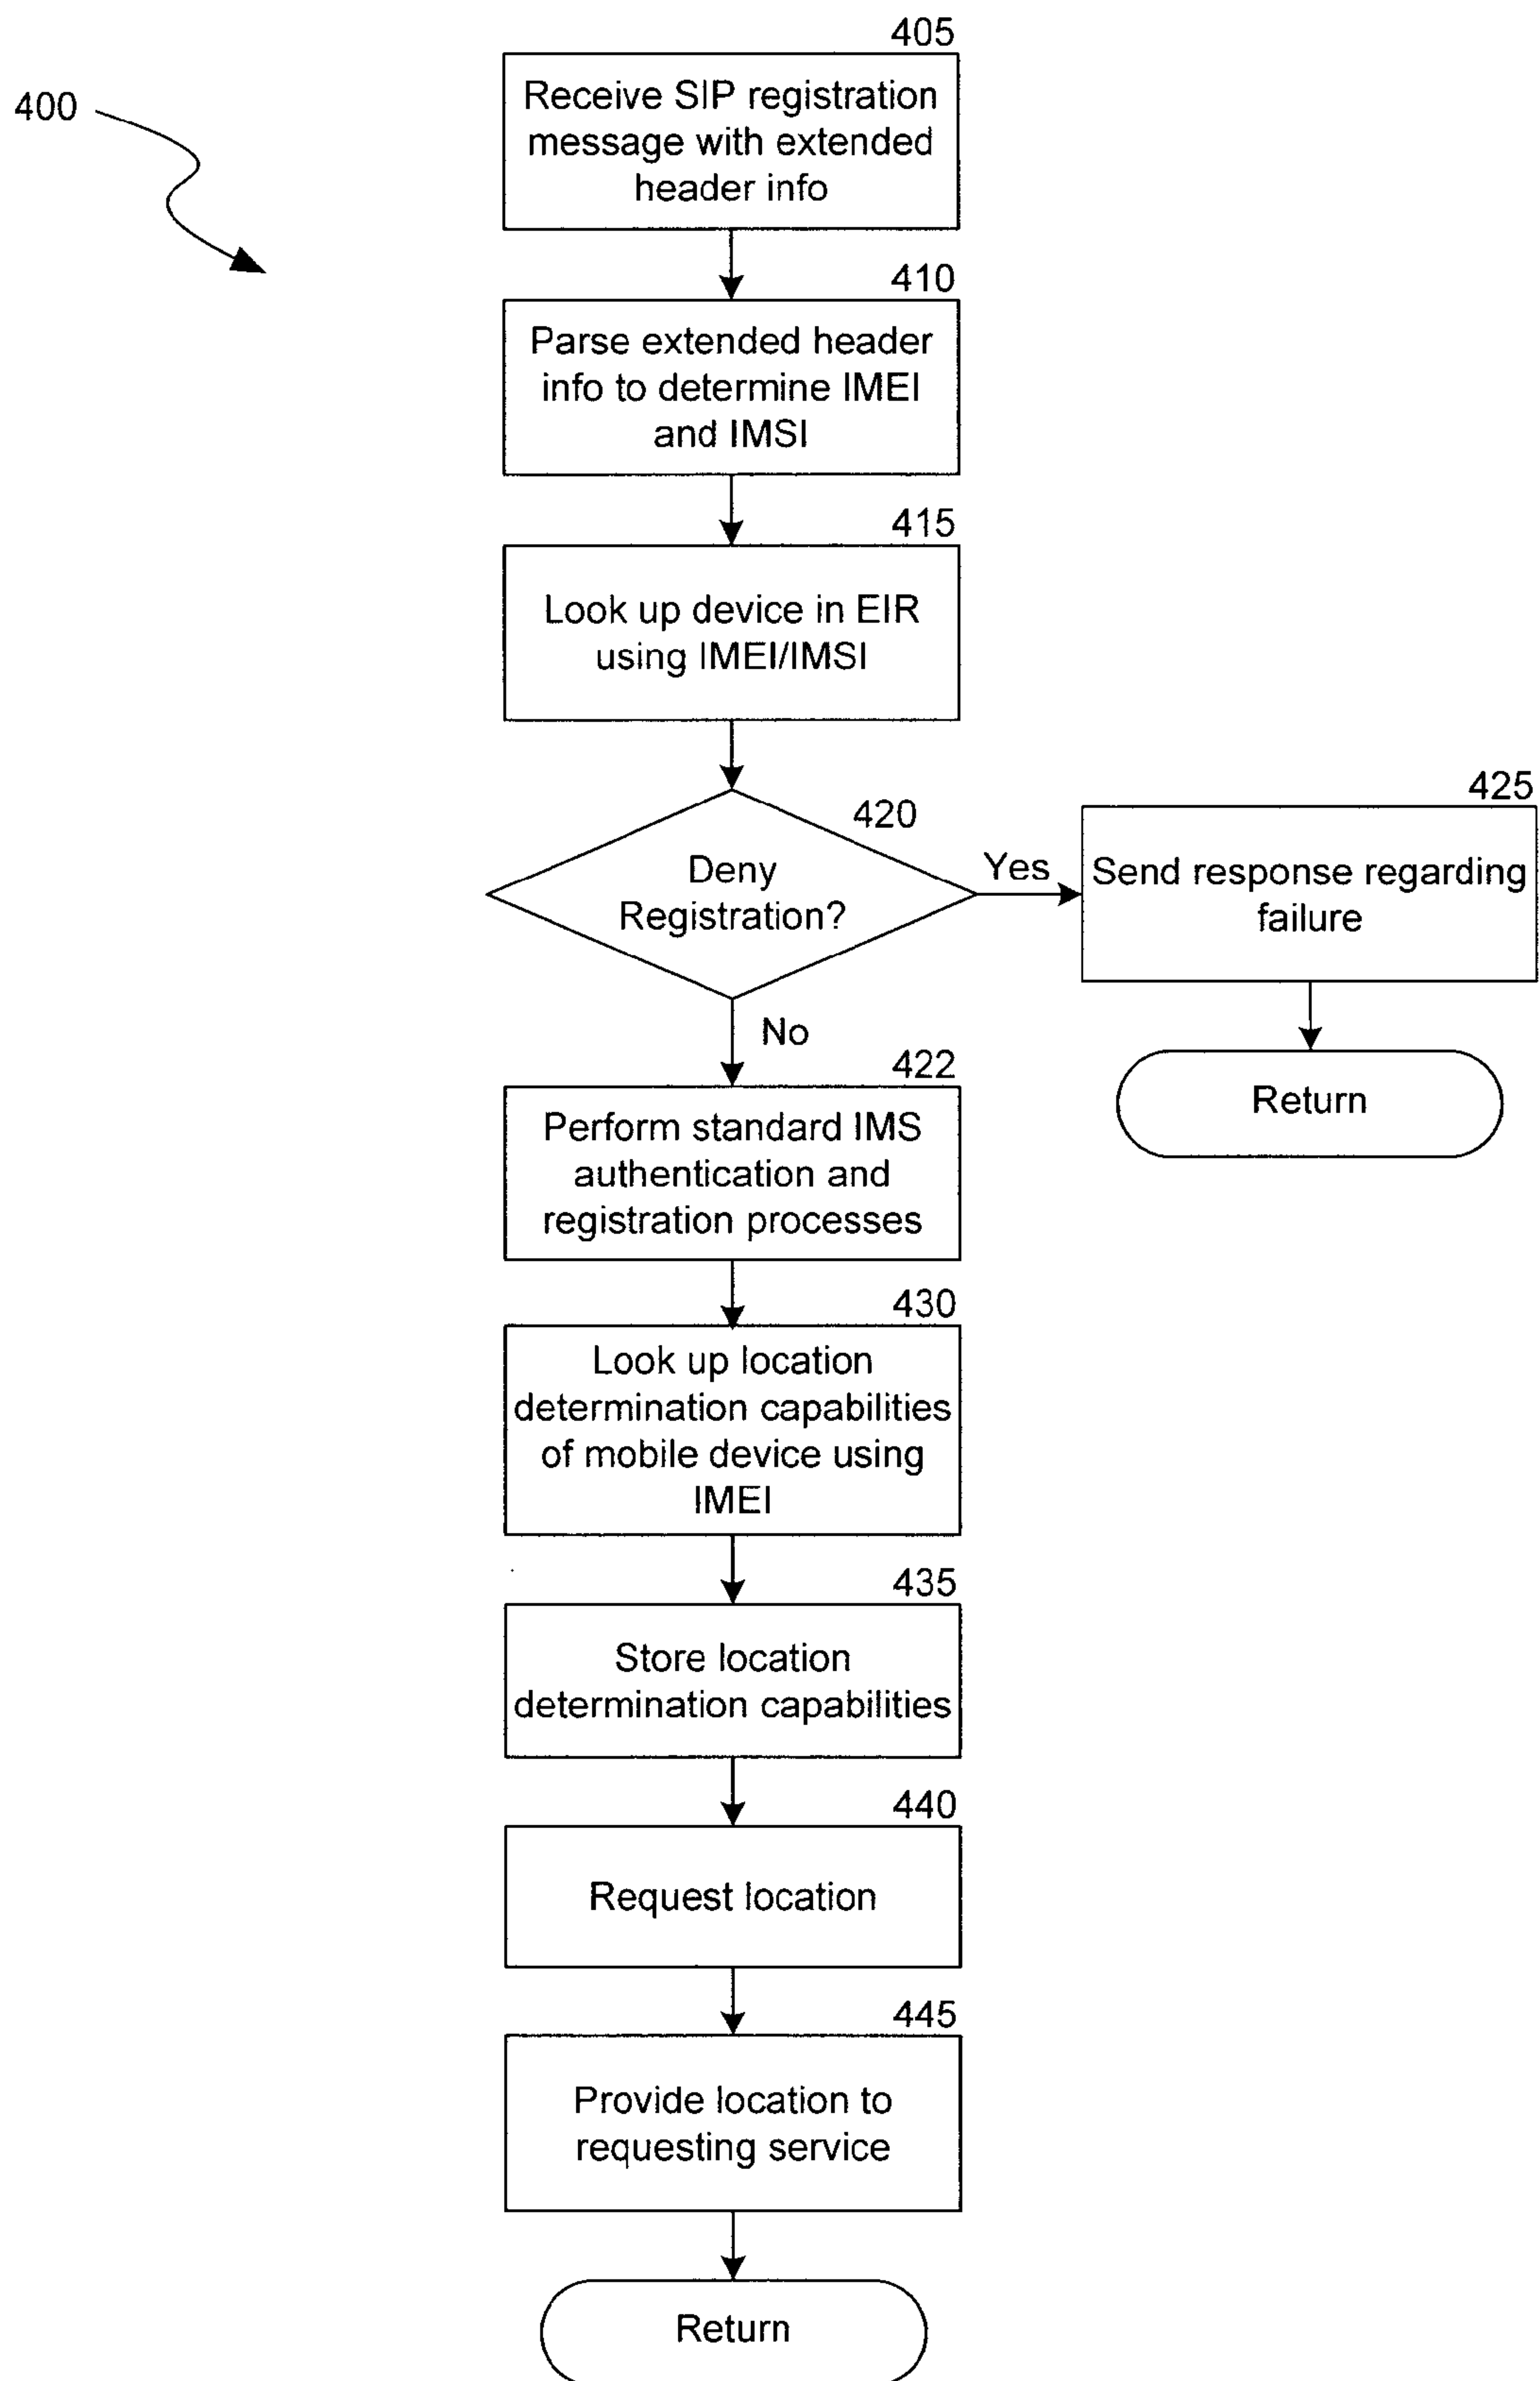 405
400
Receive SIP registration
message with extended
header info
410
Parse extended header
info to determine IMEI
and IMSI
415
Look up device in EIR
using IMEI/IMSI
420
Deny
Registration?
Yes
425
Send response regarding
failure
Return
No
422
Perform standard IMS
authentication and
registration processes
430
Look up location
determination capabilities
of mobile device using
IMEI
435
Store location
determination capabilities
440
Request location
445
Provide location to
requesting service
Return